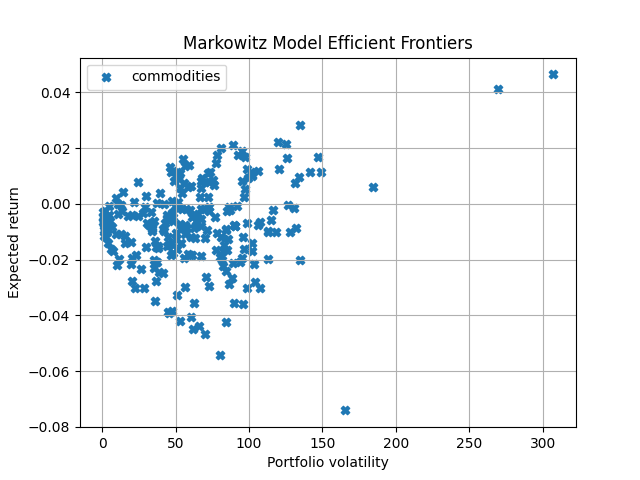 Markowitz Model Efficient Frontiers
commodities
Expected return
0.04
0.02
0.00
−0.02
−0.04
−0.06
−0.08
0 50 100 150 200 250 300
Portfolio volatility